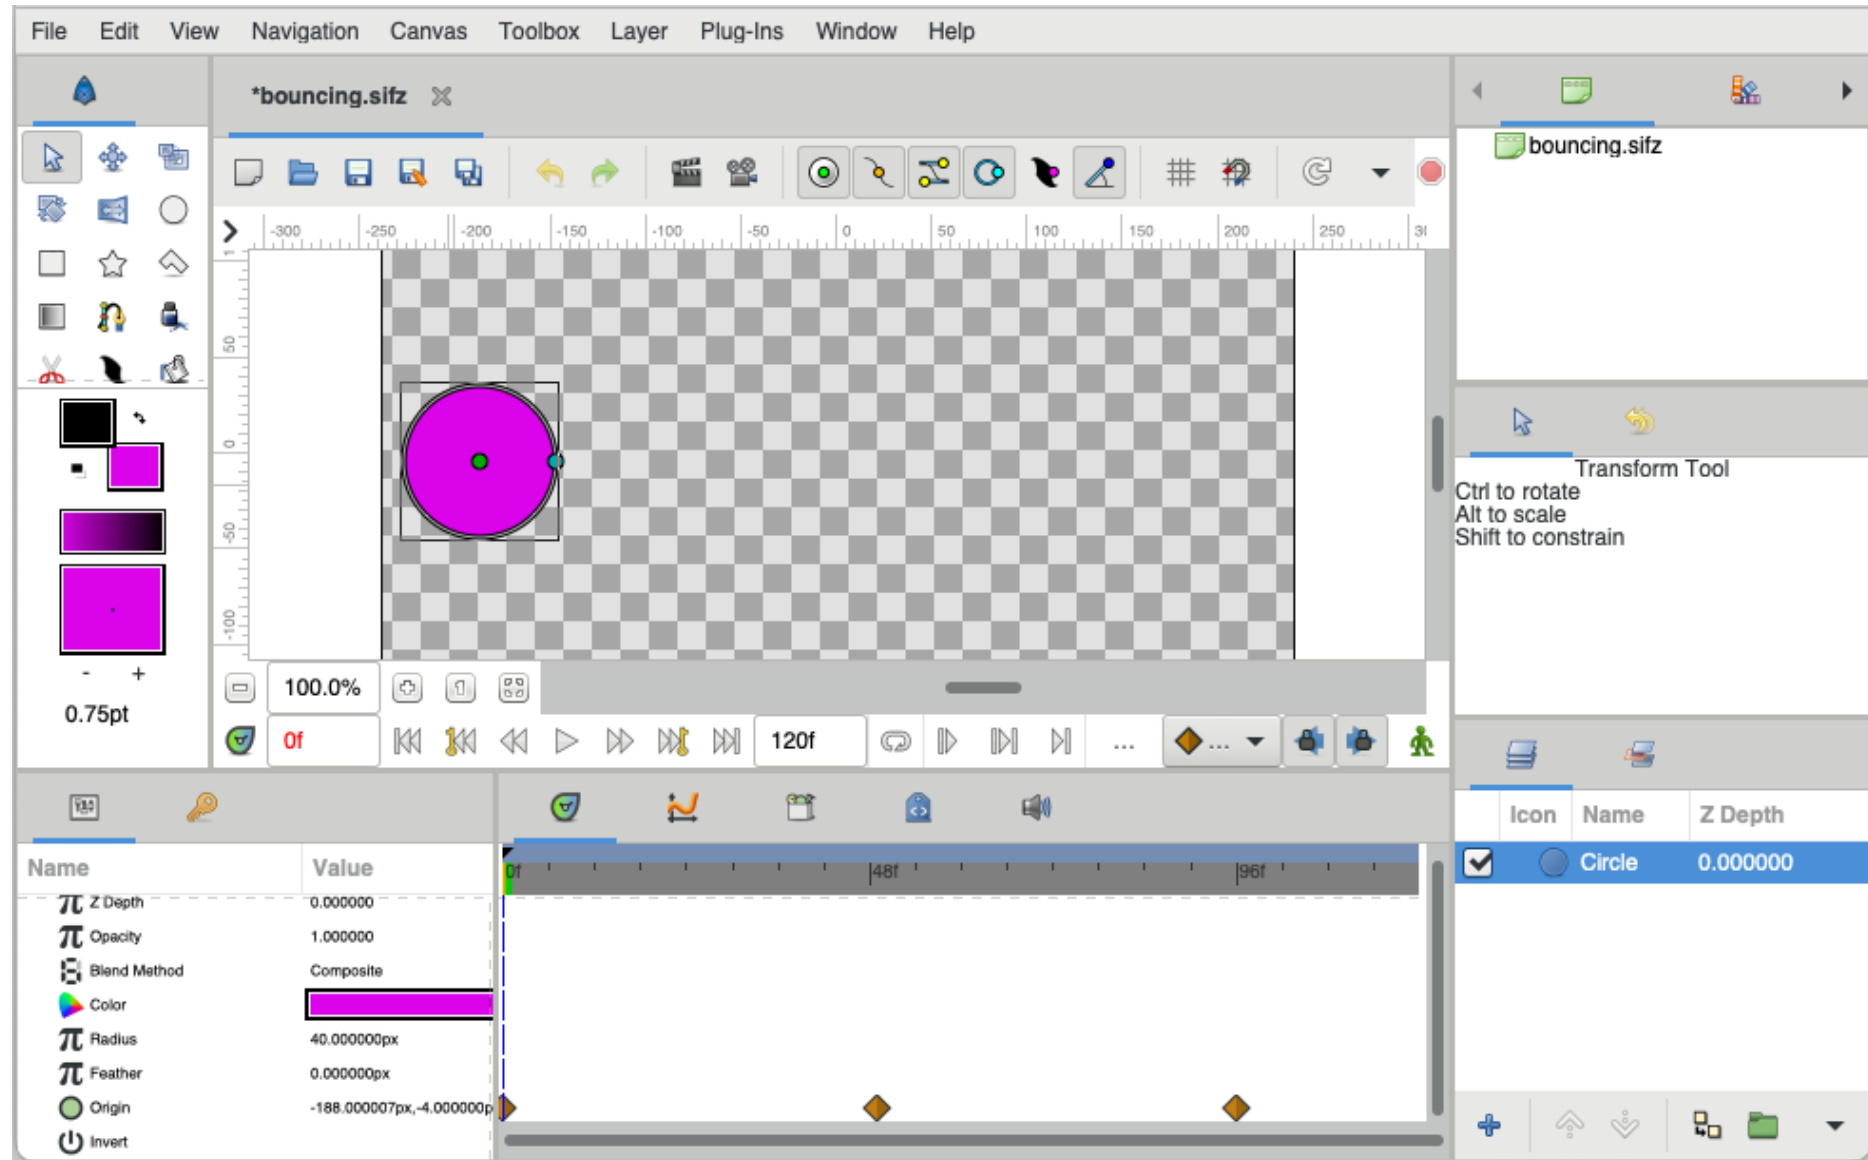 File Edit View Navigation Canvas Toolbox Layer Plug-Ins Window Help
*bouncing.sifz
bouncing.sifz
-300 -250 -200 -150 -100 -50 0 50 100 150 200 250
50
0
-50
-100
Transform Tool
Ctrl to rotate
Alt to scale
Shift to constrain
- +
0.75pt
100.0%
0f 120f ... ...
Icon Name Z Depth
Circle 0.000000
Name Value
0f 48f 96f
Z Depth 0.000000
Opacity 1.000000
Blend Method Composite
Color
Radius 40.000000px
Feather 0.000000px
Origin -188.000007px,-4.000000p
Invert